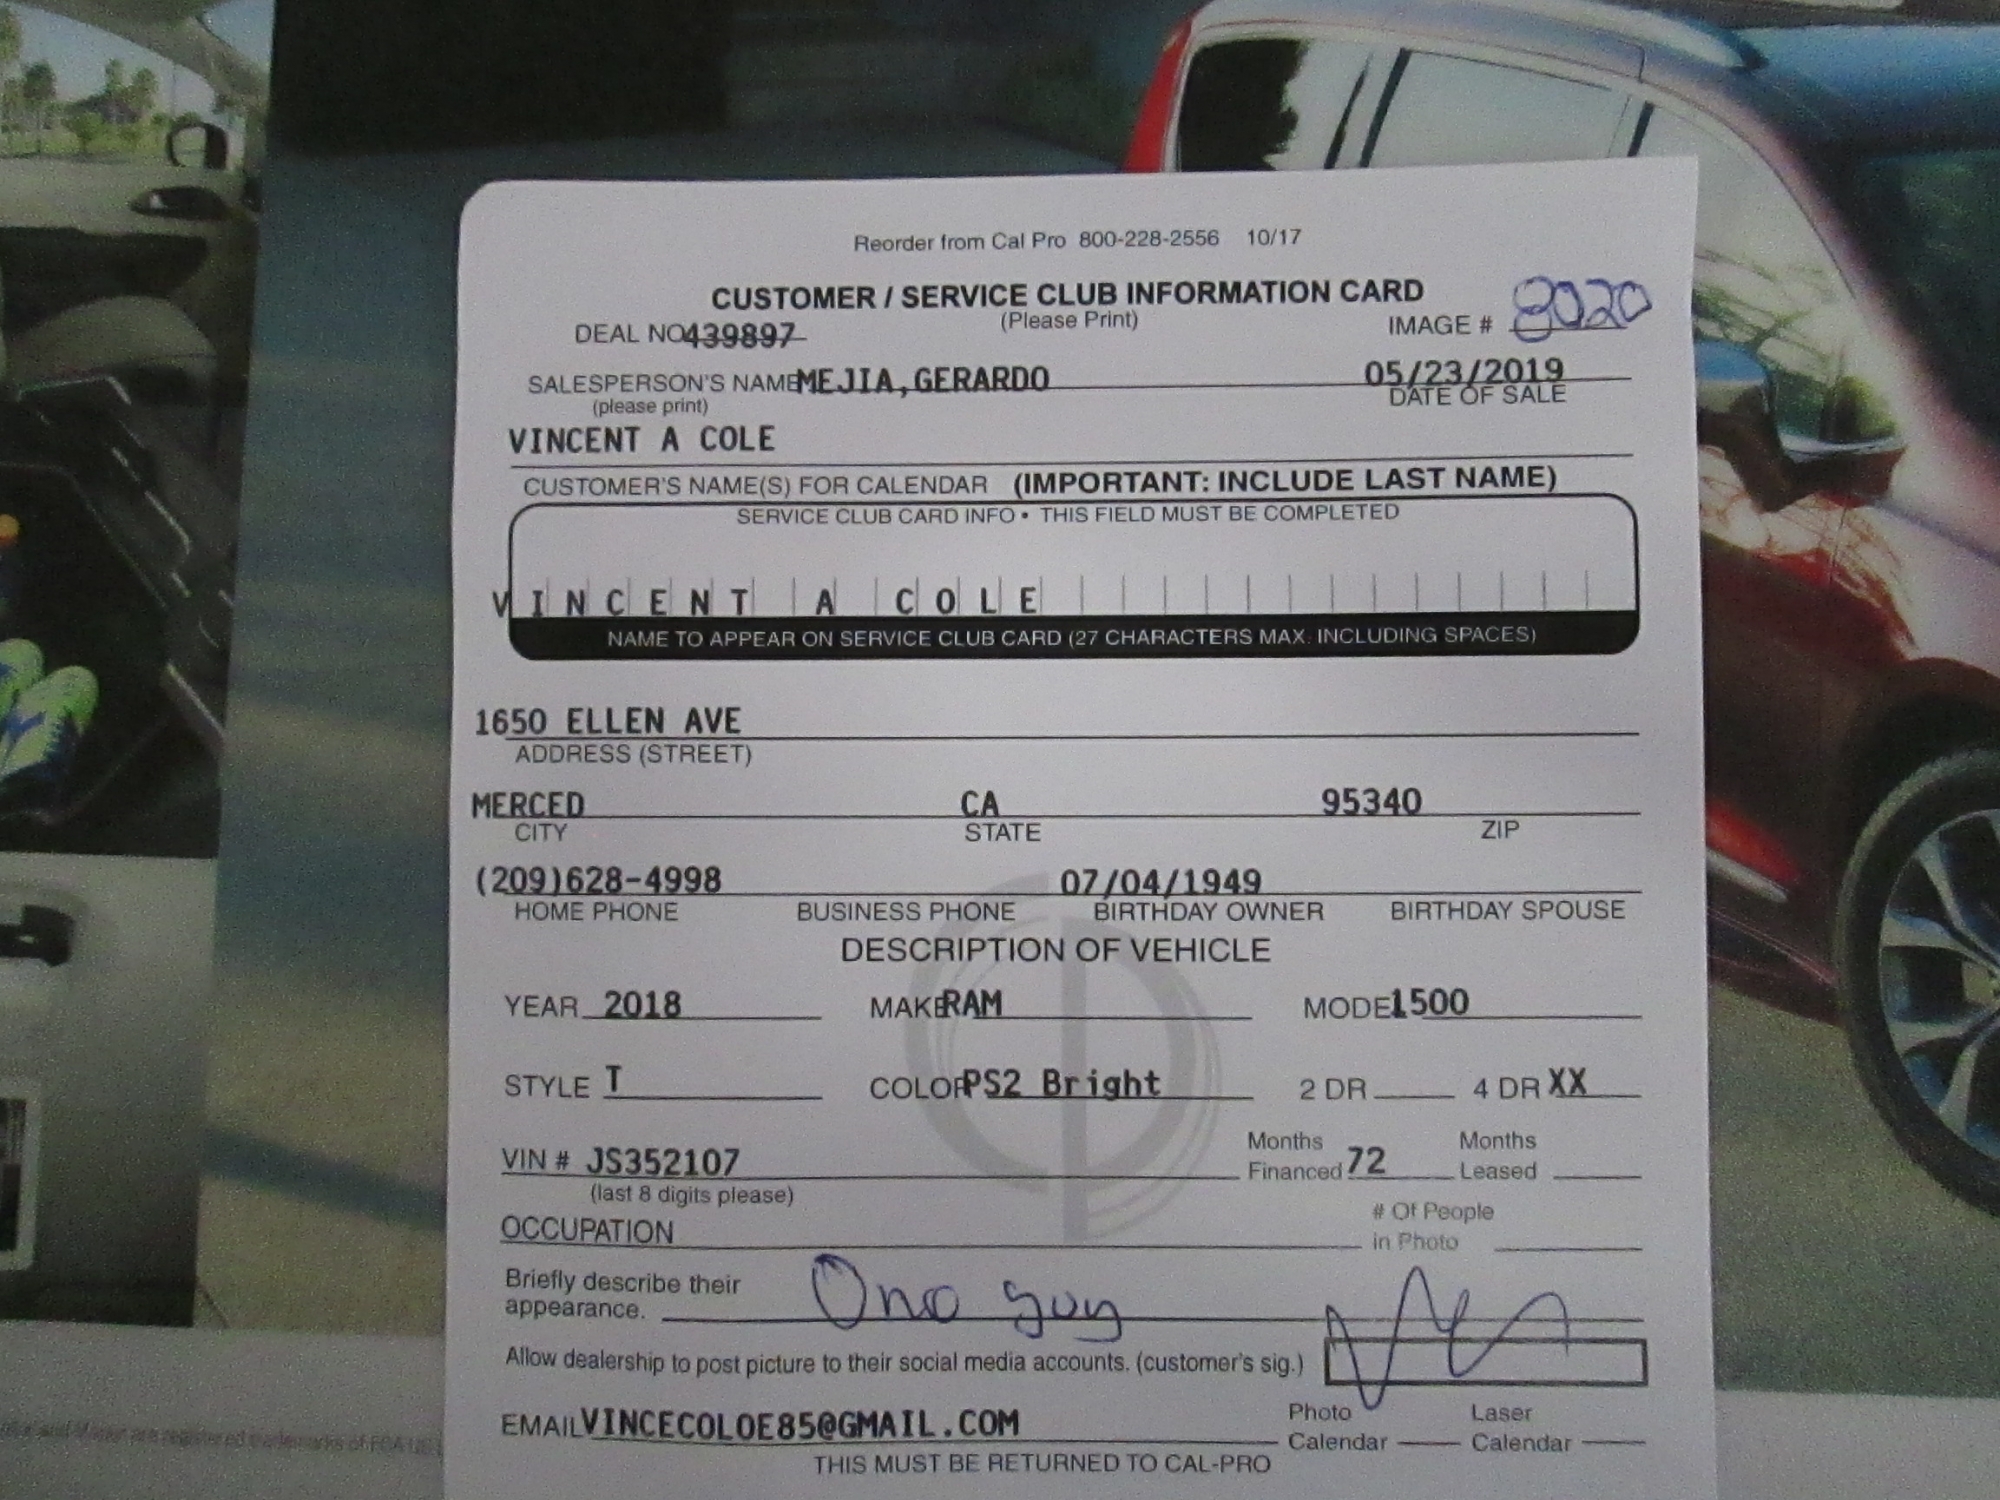 Reorder from Cal Pro 800-228-2556 10/17
CUSTOMER / SERVICE CLUB INFORMATION CARD
(Please Print)
DEAL NO 439897 IMAGE # 8020
SALESPERSON'S NAME MEJIA,GERARDO 05/23/2019
(please print) DATE OF SALE
VINCENT A COLE
CUSTOMER'S NAME(S) FOR CALENDAR (IMPORTANT: INCLUDE LAST NAME)
SERVICE CLUB CARD INFO • THIS FIELD MUST BE COMPLETED
VINCENT A COLE
NAME TO APPEAR ON SERVICE CLUB CARD (27 CHARACTERS MAX. INCLUDING SPACES)
1650 ELLEN AVE
ADDRESS (STREET)
MERCED CA 95340
CITY STATE ZIP
(209)628-4998 07/04/1949
HOME PHONE BUSINESS PHONE BIRTHDAY OWNER BIRTHDAY SPOUSE
DESCRIPTION OF VEHICLE
YEAR 2018 MAKE RAM MODEL 1500
STYLE T COLOR PS2 Bright 2 DR 4 DR XX
VIN # JS352107 Months Financed 72 Months Leased
(last 8 digits please)
OCCUPATION # Of People in Photo
Briefly describe their appearance. One guy
Allow dealership to post picture to their social media accounts. (customer's sig.)
EMAIL VINCECOLOE85@GMAIL.COM Photo Calendar Laser Calendar
THIS MUST BE RETURNED TO CAL-PRO
are registered trademarks of FCA US